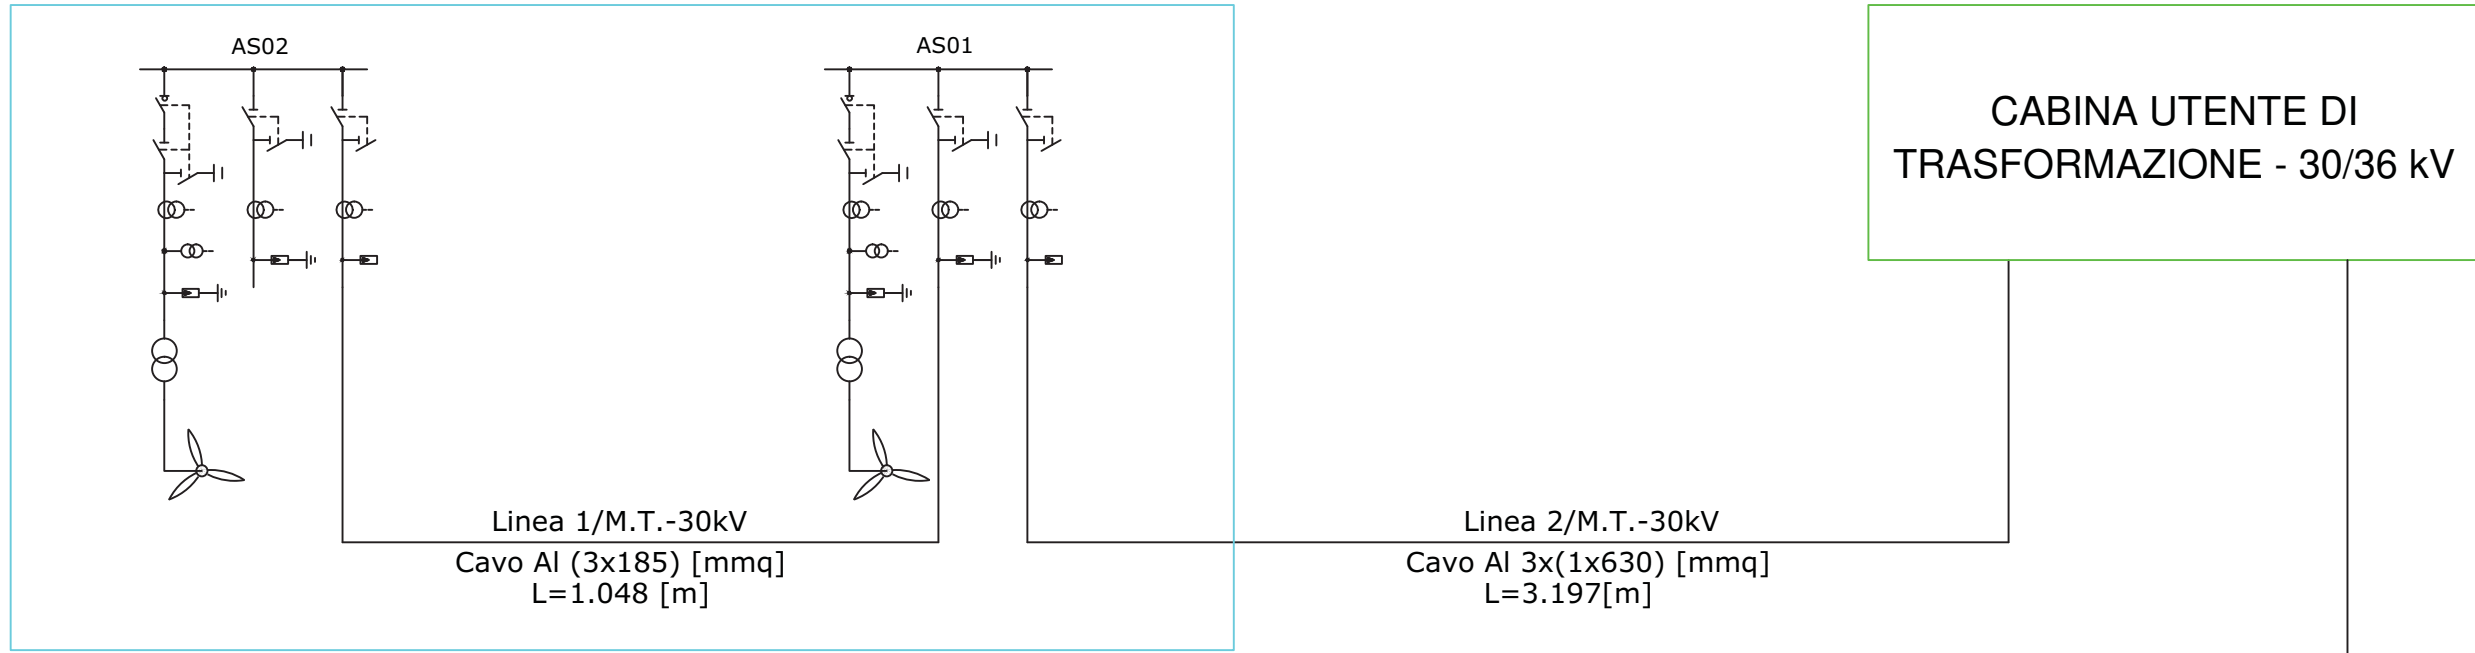 AS02
AS01
CABINA UTENTE DI
TRASFORMAZIONE - 30/36 kV
Linea 1/M.T.-30kV
Cavo Al (3x185) [mmq]
L=1.048 [m]
Linea 2/M.T.-30kV
Cavo Al 3x(1x630) [mmq]
L=3.197[m]